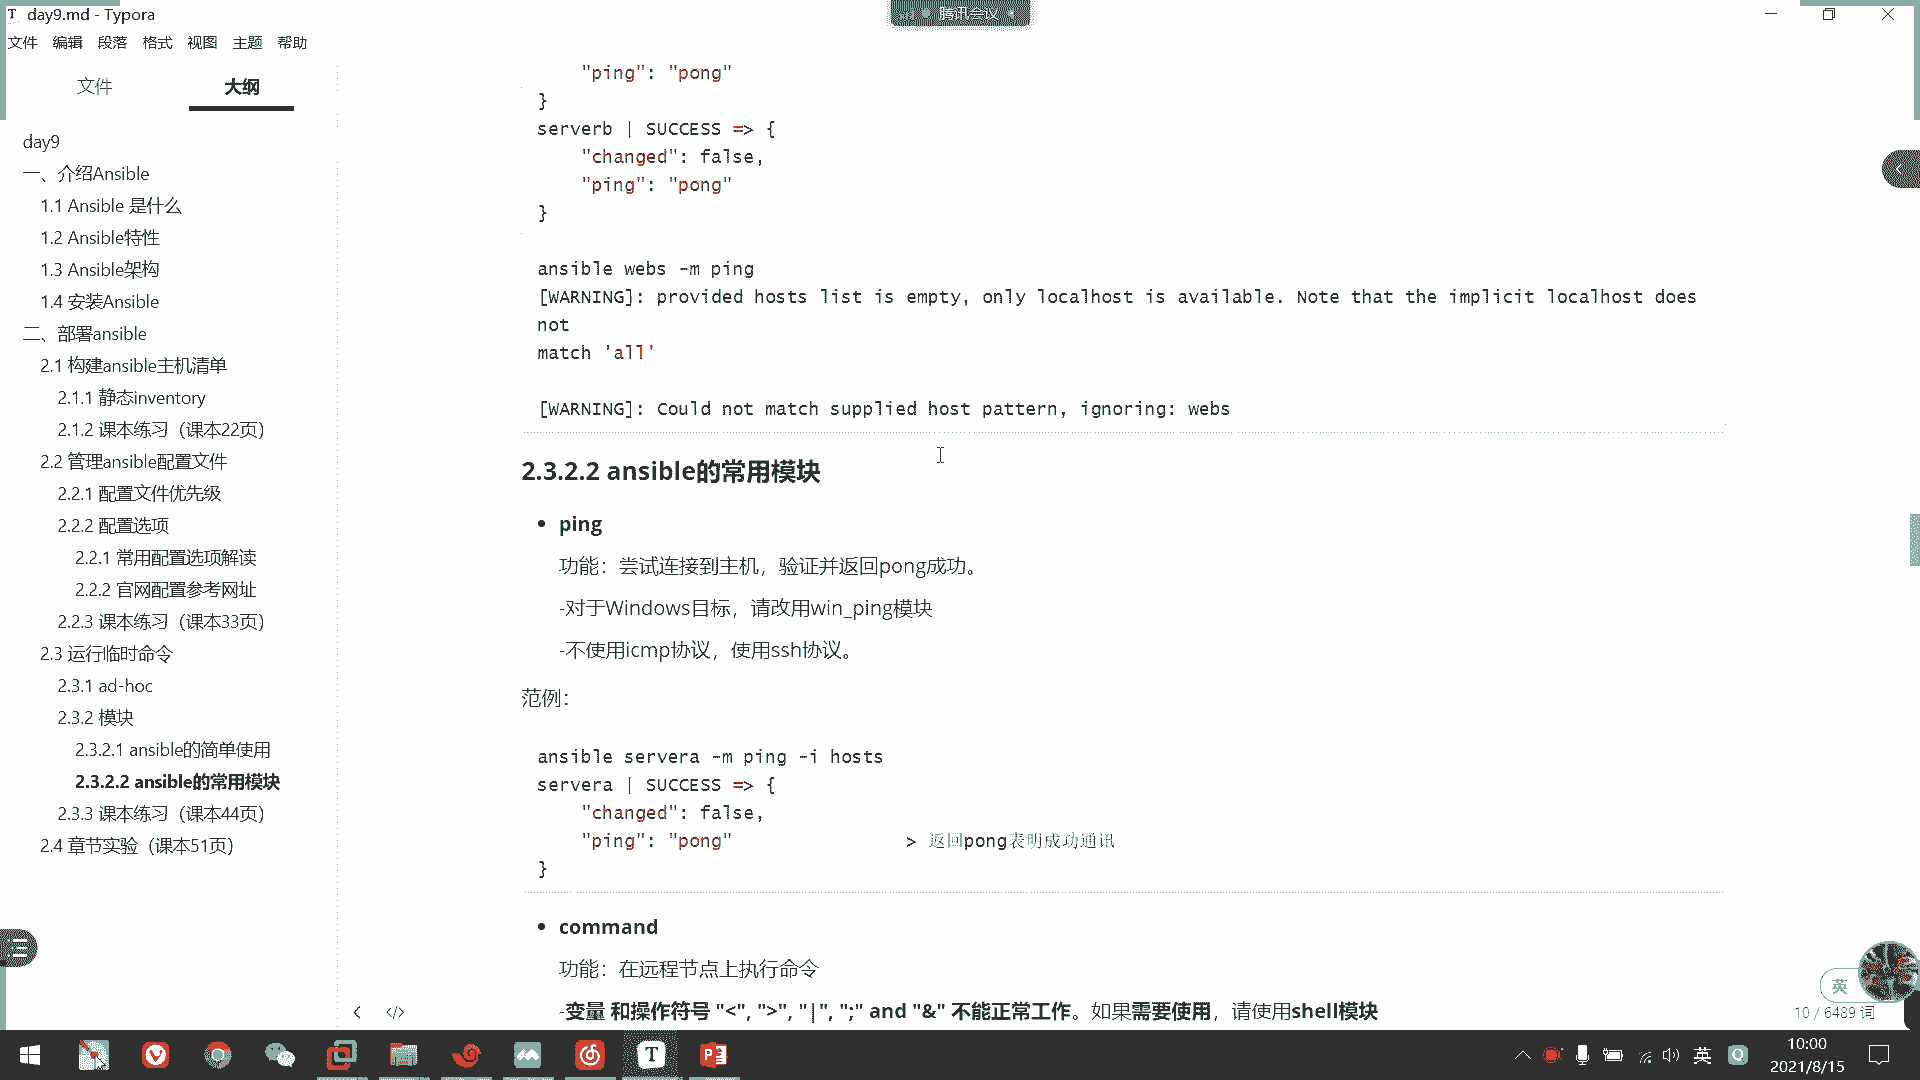 day9.md - Typora
腾讯会议
文件 编辑 段落 格式 视图 主题 帮助
文件 大纲
day9
一、介绍Ansible
1.1 Ansible 是什么
1.2 Ansible特性
1.3 Ansible架构
1.4 安装Ansible
二、部署ansible
2.1 构建ansible主机清单
2.1.1 静态inventory
2.1.2 课本练习（课本22页）
2.2 管理ansible配置文件
2.2.1 配置文件优先级
2.2.2 配置选项
2.2.1 常用配置选项解读
2.2.2 官网配置参考网址
2.2.3 课本练习（课本33页）
2.3 运行临时命令
2.3.1 ad-hoc
2.3.2 模块
2.3.2.1 ansible的简单使用
2.3.2.2 ansible的常用模块
2.3.3 课本练习（课本44页）
2.4 章节实验（课本51页）
"ping": "pong"
}
serverb | SUCCESS => {
"changed": false,
"ping": "pong"
}
ansible webs -m ping
[WARNING]: provided hosts list is empty, only localhost is available. Note that the implicit localhost does
not
match 'all'
[WARNING]: Could not match supplied host pattern, ignoring: webs
2.3.2.2 ansible的常用模块
• ping
功能：尝试连接到主机，验证并返回pong成功。
-对于Windows目标，请改用win_ping模块
-不使用icmp协议，使用ssh协议。
范例：
ansible servera -m ping -i hosts
servera | SUCCESS => {
"changed": false,
"ping": "pong" > 返回pong表明成功通讯
}
• command
功能：在远程节点上执行命令
-变量 和操作符号 "<", ">", "|", ";" and "&" 不能正常工作。如果需要使用，请使用shell模块
英
10 / 6489 词
英
10:00
2021/8/15